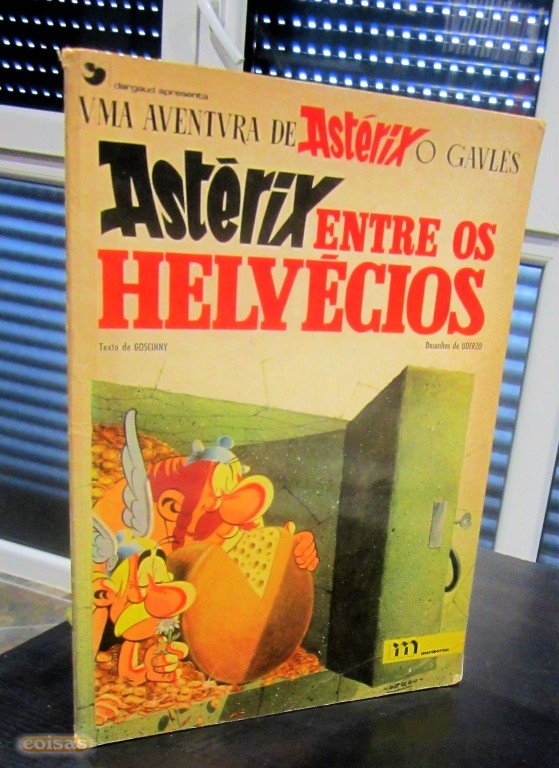 dargaud apresenta
VMA AVENTVRA DE Astérix O GAVLÊS
Astérix ENTRE OS
HELVÉCIOS
Texto de GOSCINNY
Desenhos de UDERZO
m meribérica
coisas